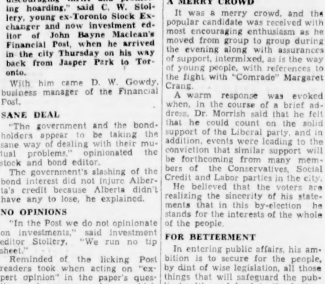 ing hoarding." said C. W. Stol-
lery, young ex-Toronto Stock Ex-
changer and now investment ed-
itor of John Bayne Maclean's
Financial Post, when he arrived
in the city Thursday on his way
back from Jasper Park to Tor-
onto.
With him came D. W. Gowdy,
business manager of the Financial
Post.
SANE DEAL
"The government and the bond-
holders appear to be taking the
sane way of dealing with their mu-
tual problems," opinionated the
stock and bond editor.
The government's slashing of the
bond interest did not injure Alber-
ta's credit because Alberta didn't
have any to lose, he explained.
NO OPINIONS
"In the Post we do not opinionate
on investments," said investment
editor Stollery. "We run no tip
sheet."
Reminded of the licking Post
readers took when acting on "ex-
pert opinion" in the paper's ques-
A MERRY CROWD
It was a merry crowd, and the
popular candidate was received with
most encouraging enthusiasm as he
moved from group to group during
the evening along with assurances
of support, intermixed, as is the way
of young people, with references to
the fight with "Comrade" Margaret
Crang.
A warm response was evoked
when, in the course of a brief ad-
dress, Dr. Morrish said that he felt
that he could count on the solid
support of the Liberal party, and in
addition, events were leading to the
conviction that similar support will
be forthcoming from many mem-
bers of the Conservatives, Social
Credit and Labor parties in the city.
He believed that the voters are
realizing the sincerity of his state-
ments that in this by-election he
stands for the interests of the whole
of the people.
FOR BETTERMENT
In entering public affairs, his am-
bition is to secure for the people,
by dint of wise legislation, all those
things that will safeguard the pub-